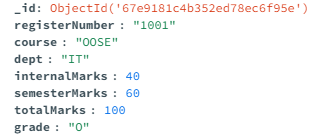 _id: ObjectId('67e9181c4b352ed78ec6f95e')
registerNumber : "1001"
course : "OOSE"
dept : "IT"
internalMarks : 40
semesterMarks : 60
totalMarks : 100
grade : "O"